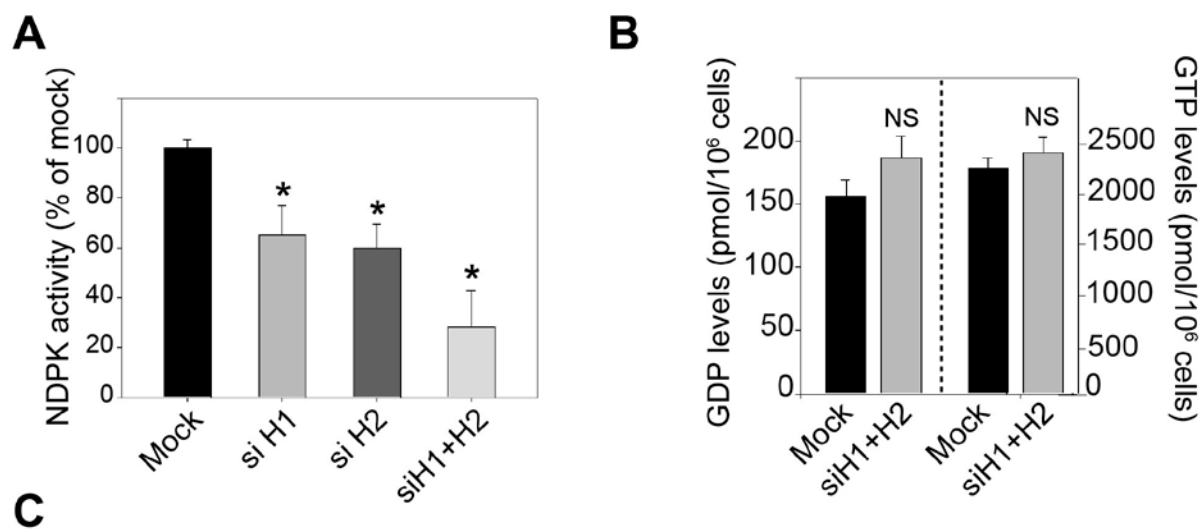 A
NDPK activity (% of mock)
100
80
60
40
20
0
*
*
*
Mock
si H1
si H2
siH1+H2
B
GDP levels (pmol/10⁶ cells)
200
150
100
50
0
NS
NS
Mock
siH1+H2
Mock
siH1+H2
2500
2000
1500
1000
500
0
GTP levels (pmol/10⁶ cells)
C